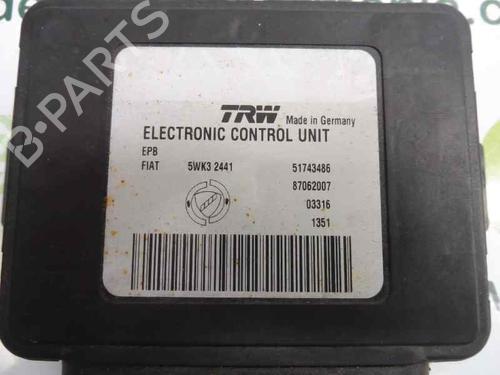 B-PARTS
TRW Made in Germany
ELECTRONIC CONTROL UNIT
EPB
FIAT 5WK3 2441 51743486
87062007
03316
1351